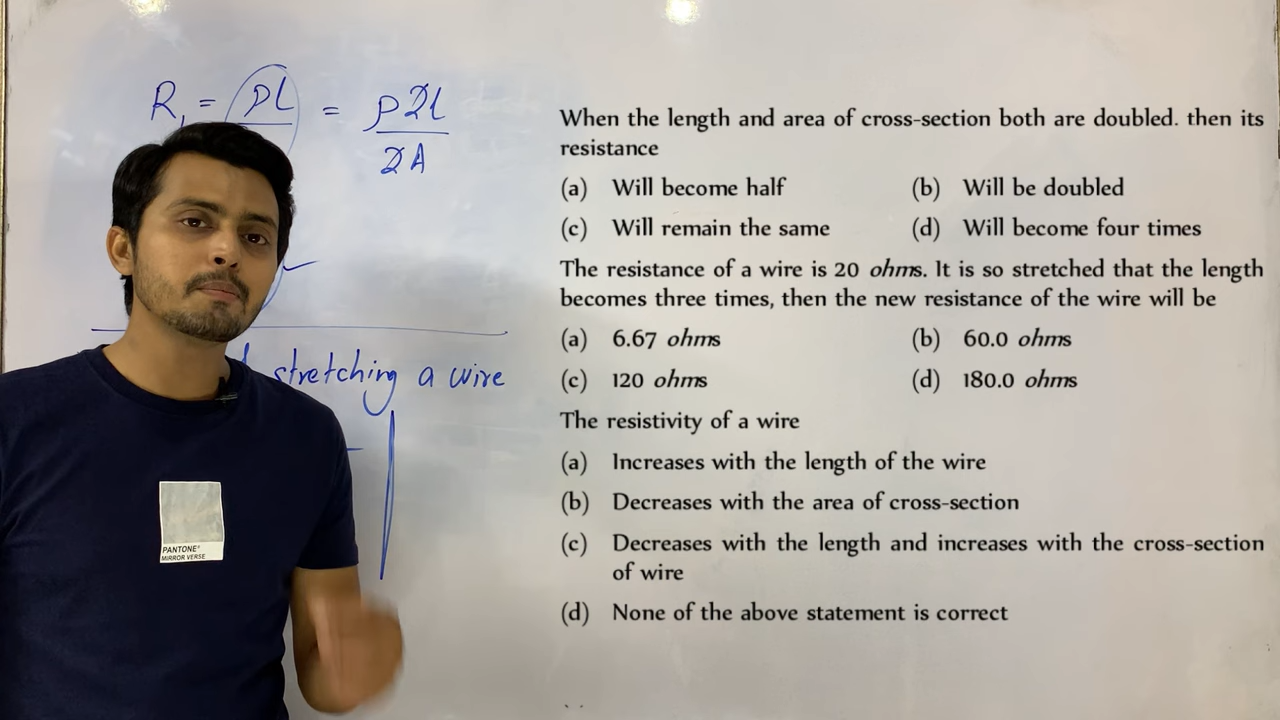 R₁ = ρL = ρ2L
2A
stretching a wire
PANTONE®
MIRROR VERSE
When the length and area of cross-section both are doubled. then its
resistance
(a) Will become half (b) Will be doubled
(c) Will remain the same (d) Will become four times
The resistance of a wire is 20 ohms. It is so stretched that the length
becomes three times, then the new resistance of the wire will be
(a) 6.67 ohms (b) 60.0 ohms
(c) 120 ohms (d) 180.0 ohms
The resistivity of a wire
(a) Increases with the length of the wire
(b) Decreases with the area of cross-section
(c) Decreases with the length and increases with the cross-section
of wire
(d) None of the above statement is correct